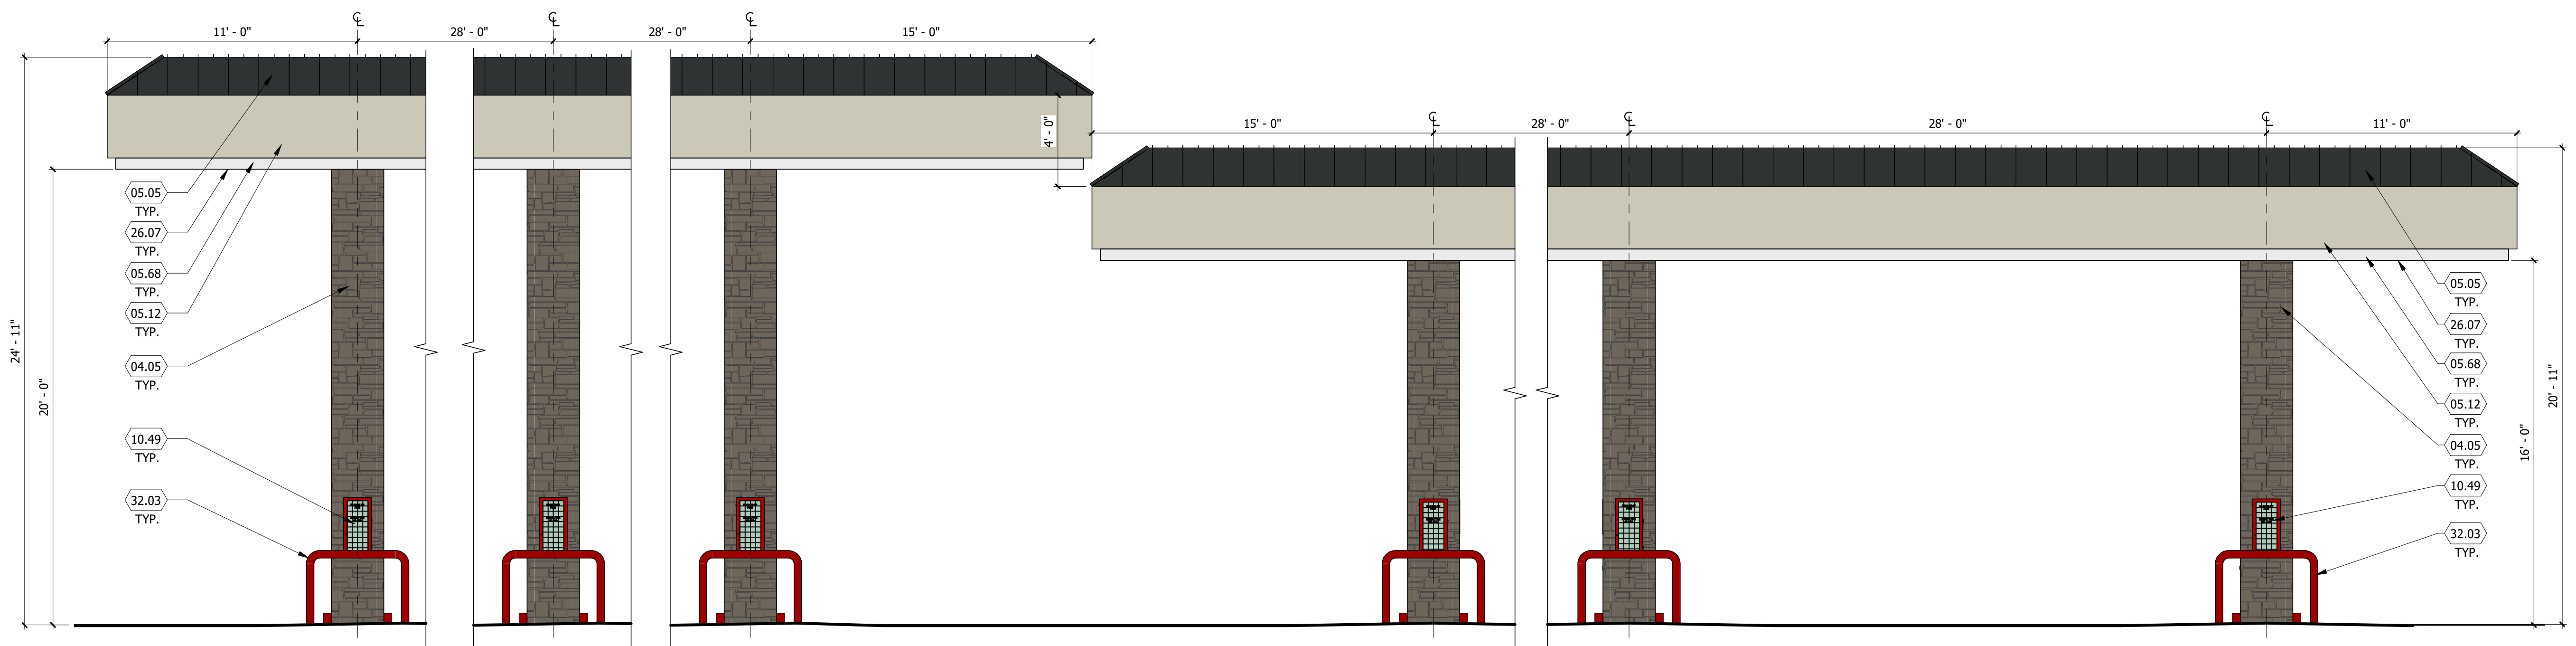 ℄
℄
℄
11' - 0"
28' - 0"
28' - 0"
15' - 0"
℄
℄
℄
15' - 0"
28' - 0"
28' - 0"
11' - 0"
4' - 0"
24' - 11"
20' - 0"
05.05
TYP.
26.07
TYP.
05.68
TYP.
05.12
TYP.
04.05
TYP.
10.49
TYP.
32.03
TYP.
05.05
TYP.
26.07
TYP.
05.68
TYP.
05.12
TYP.
04.05
TYP.
10.49
TYP.
32.03
TYP.
16' - 0"
20' - 11"